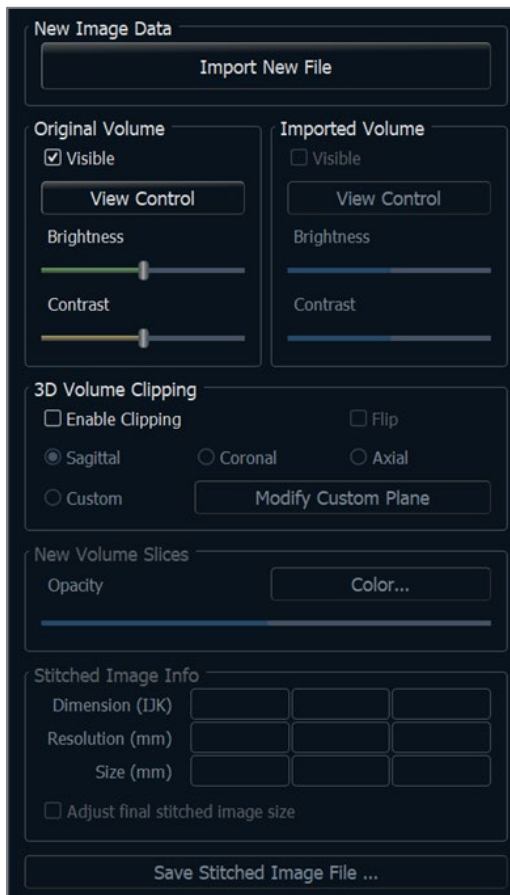 New Image Data
Import New File
Original Volume
Visible
View Control
Brightness
Contrast
Imported Volume
Visible
View Control
Brightness
Contrast
3D Volume Clipping
Enable Clipping
Flip
Sagittal
Coronal
Axial
Custom
Modify Custom Plane
New Volume Slices
Opacity
Color...
Stitched Image Info
Dimension (IJK)
Resolution (mm)
Size (mm)
Adjust final stitched image size
Save Stitched Image File ...